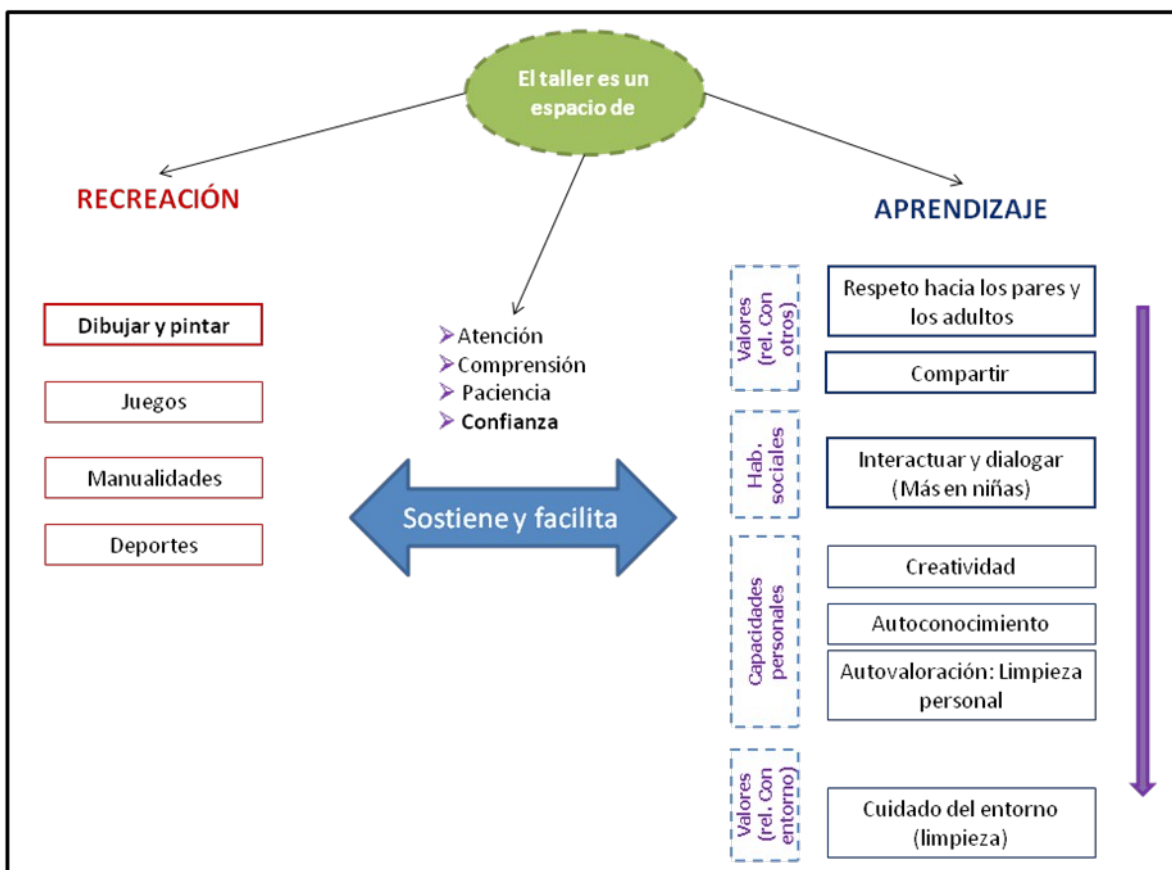 El taller es un
espacio de
RECREACIÓN
Dibujar y pintar
Juegos
Manualidades
Deportes
Atención
Comprensión
Paciencia
Confianza
Sostiene y facilita
APRENDIZAJE
Valores
(rel. Con
otros)
Respeto hacia los pares y
los adultos
Compartir
Hab.
sociales
Interactuar y dialogar
(Más en niñas)
Capacidades
personales
Creatividad
Autoconocimiento
Autovaloración: Limpieza
personal
Valores
(rel. Con
entorno)
Cuidado del entorno
(limpieza)